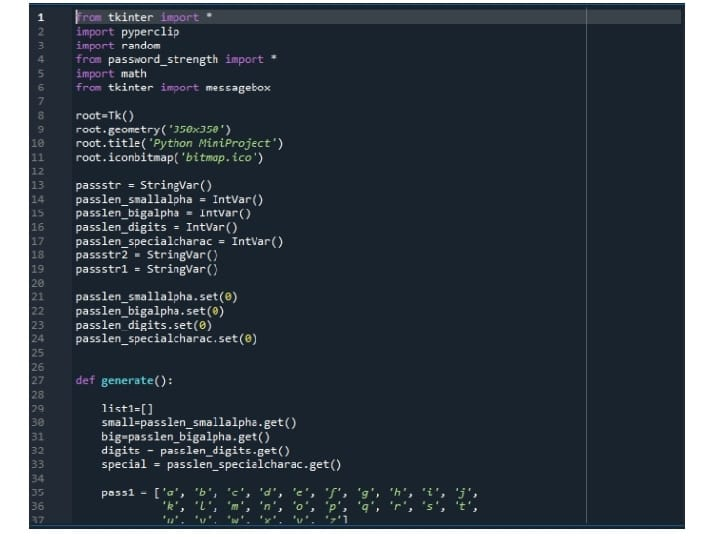 1 from tkinter import *
2 import pyperclip
3 import random
4 from password_strength import *
5 import math
6 from tkinter import messagebox
7
8 root=Tk()
9 root.geometry('350x350')
10 root.title('Python MiniProject')
11 root.iconbitmap('bitmap.ico')
12
13 passstr = StringVar()
14 passlen_smallalpha = IntVar()
15 passlen_bigalpha = IntVar()
16 passlen_digits = IntVar()
17 passlen_specialcharac = IntVar()
18 passstr2 = StringVar()
19 passstr1 = StringVar()
20
21 passlen_smallalpha.set(0)
22 passlen_bigalpha.set(0)
23 passlen_digits.set(0)
24 passlen_specialcharac.set(0)
25
26
27 def generate():
28
29 list1=[]
30 small=passlen_smallalpha.get()
31 big=passlen_bigalpha.get()
32 digits = passlen_digits.get()
33 special = passlen_specialcharac.get()
34
35 pass1 = ['a', 'b', 'c', 'd', 'e', 'f', 'g', 'h', 'i', 'j',
36 'k', 'l', 'm', 'n', 'o', 'p', 'q', 'r', 's', 't',
37 'u', 'v', 'w', 'x', 'y', 'z']